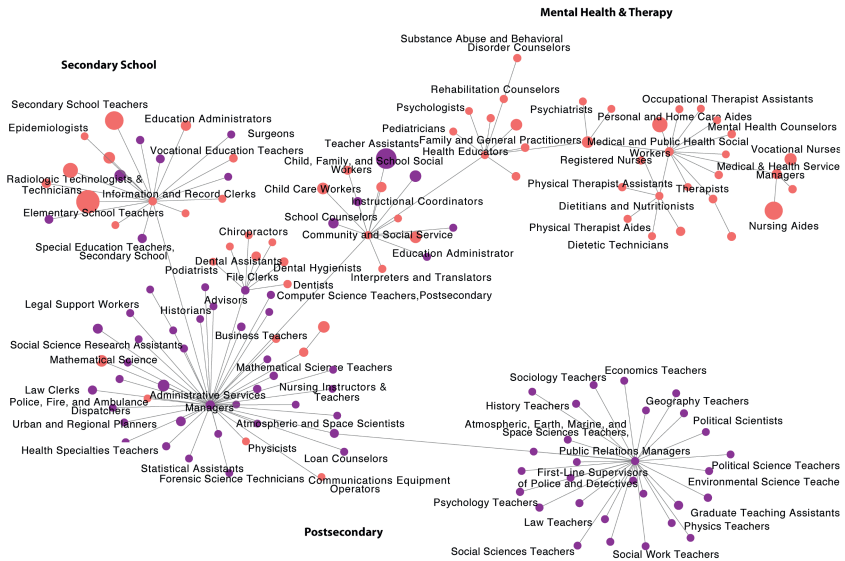 Mental Health & Therapy
Substance Abuse and Behavioral
Disorder Counselors
Secondary School
Rehabilitation Counselors
Secondary School Teachers
Psychologists
Psychiatrists
Occupational Therapist Assistants
Epidemiologists
Education Administrators
Personal and Home Care Aides
Pediatricians
Mental Health Counselors
Surgeons
Teacher Assistants
Family and General Practitioners
Medical and Public Health Social
Workers
Vocational Education Teachers
Health Educators
Vocational Nurses
Child, Family, and School Social
Workers
Registered Nurses
Medical & Health Service
Managers
Radiologic Technologists &
Technicians
Information and Record Clerks
Child Care Workers
Physical Therapist Assistants
Therapists
Instructional Coordinators
Dietitians and Nutritionists
Elementary School Teachers
School Counselors
Physical Therapist Aides
Nursing Aides
Chiropractors
Community and Social Service
Dietetic Technicians
Special Education Teachers,
Secondary School
Education Administrator
Dental Assistants
Podiatrists
Dental Hygienists
File Clerks
Interpreters and Translators
Dentists
Legal Support Workers
Advisors
Computer Science Teachers,Postsecondary
Historians
Business Teachers
Social Science Research Assistants
Mathematical Science
Mathematical Science Teachers
Economics Teachers
Sociology Teachers
Law Clerks
Administrative Services
Managers
Nursing Instructors &
Teachers
Police, Fire, and Ambulance
Dispatchers
History Teachers
Geography Teachers
Urban and Regional Planners
Atmospheric and Space Scientists
Atmospheric, Earth, Marine, and
Space Sciences Teachers,
Political Scientists
Health Specialties Teachers
Physicists
Public Relations Managers
Loan Counselors
Statistical Assistants
Political Science Teachers
Forensic Science Technicians
Communications Equipment
Operators
First-Line Supervisors
of Police and Detectives
Environmental Science Teache
Psychology Teachers
Graduate Teaching Assistants
Law Teachers
Physics Teachers
Postsecondary
Social Sciences Teachers
Social Work Teachers